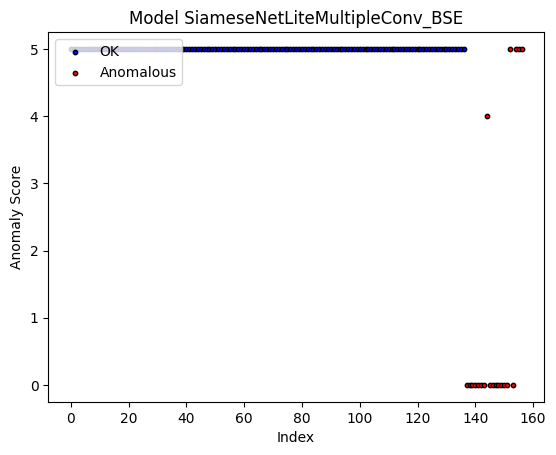 Model SiameseNetLiteMultipleConv_BSE
OK
Anomalous
Anomaly Score
5
4
3
2
1
0
0 20 40 60 80 100 120 140 160
Index